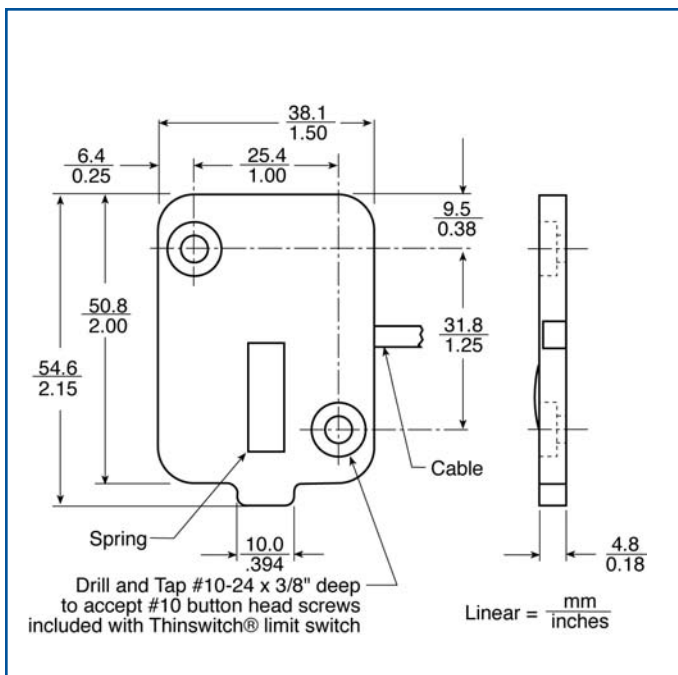 38.1
1.50
6.4
0.25
25.4
1.00
9.5
0.38
50.8
2.00
54.6
2.15
31.8
1.25
Cable
Spring
10.0
.394
4.8
0.18
Drill and Tap #10-24 x 3/8" deep
to accept #10 button head screws
included with Thinswitch® limit switch
Linear = mm
inches